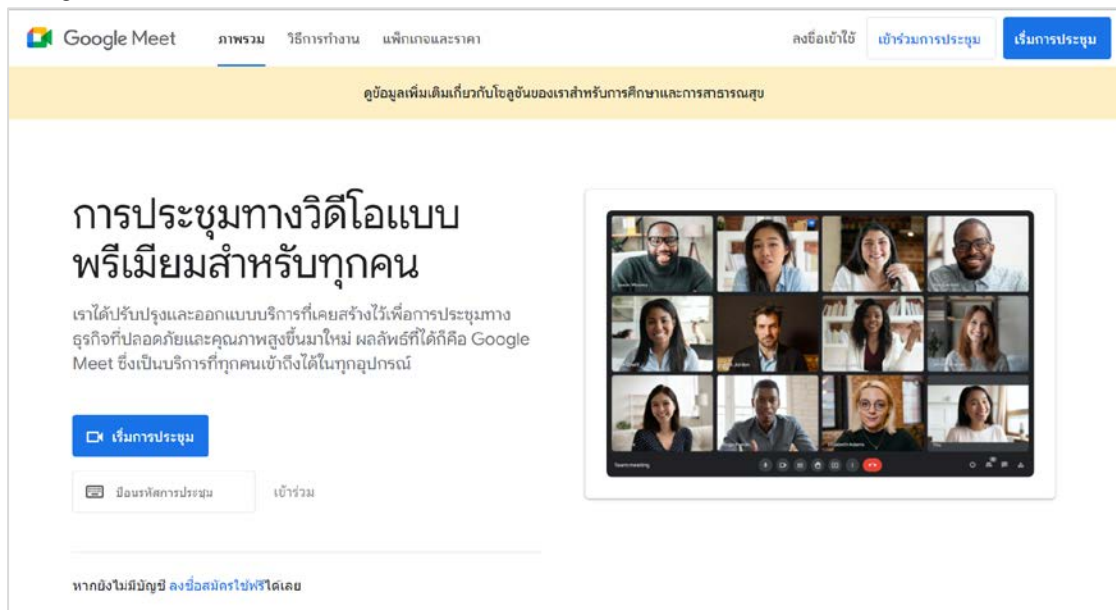 Google Meet
ภาพรวม
วิธีการทำงาน
แพ็กเกจและราคา
ลงชื่อเข้าใช้
เข้าร่วมการประชุม
เริ่มการประชุม
ดูข้อมูลเพิ่มเติมเกี่ยวกับโซลูชันของเราสำหรับการศึกษาและการสาธารณสุข
การประชุมทางวิดีโอแบบ
พรีเมียมสำหรับทุกคน
เราได้ปรับปรุงและออกแบบบริการที่เคยสร้างไว้เพื่อการประชุมทาง
ธุรกิจที่ปลอดภัยและคุณภาพสูงขึ้นมาใหม่ ผลลัพธ์ที่ได้ก็คือ Google
Meet ซึ่งเป็นบริการที่ทุกคนเข้าถึงได้ในทุกอุปกรณ์
เริ่มการประชุม
ป้อนรหัสการประชุม
เข้าร่วม
Team meeting
หากยังไม่มีบัญชี ลงชื่อสมัครใช้ฟรีได้เลย